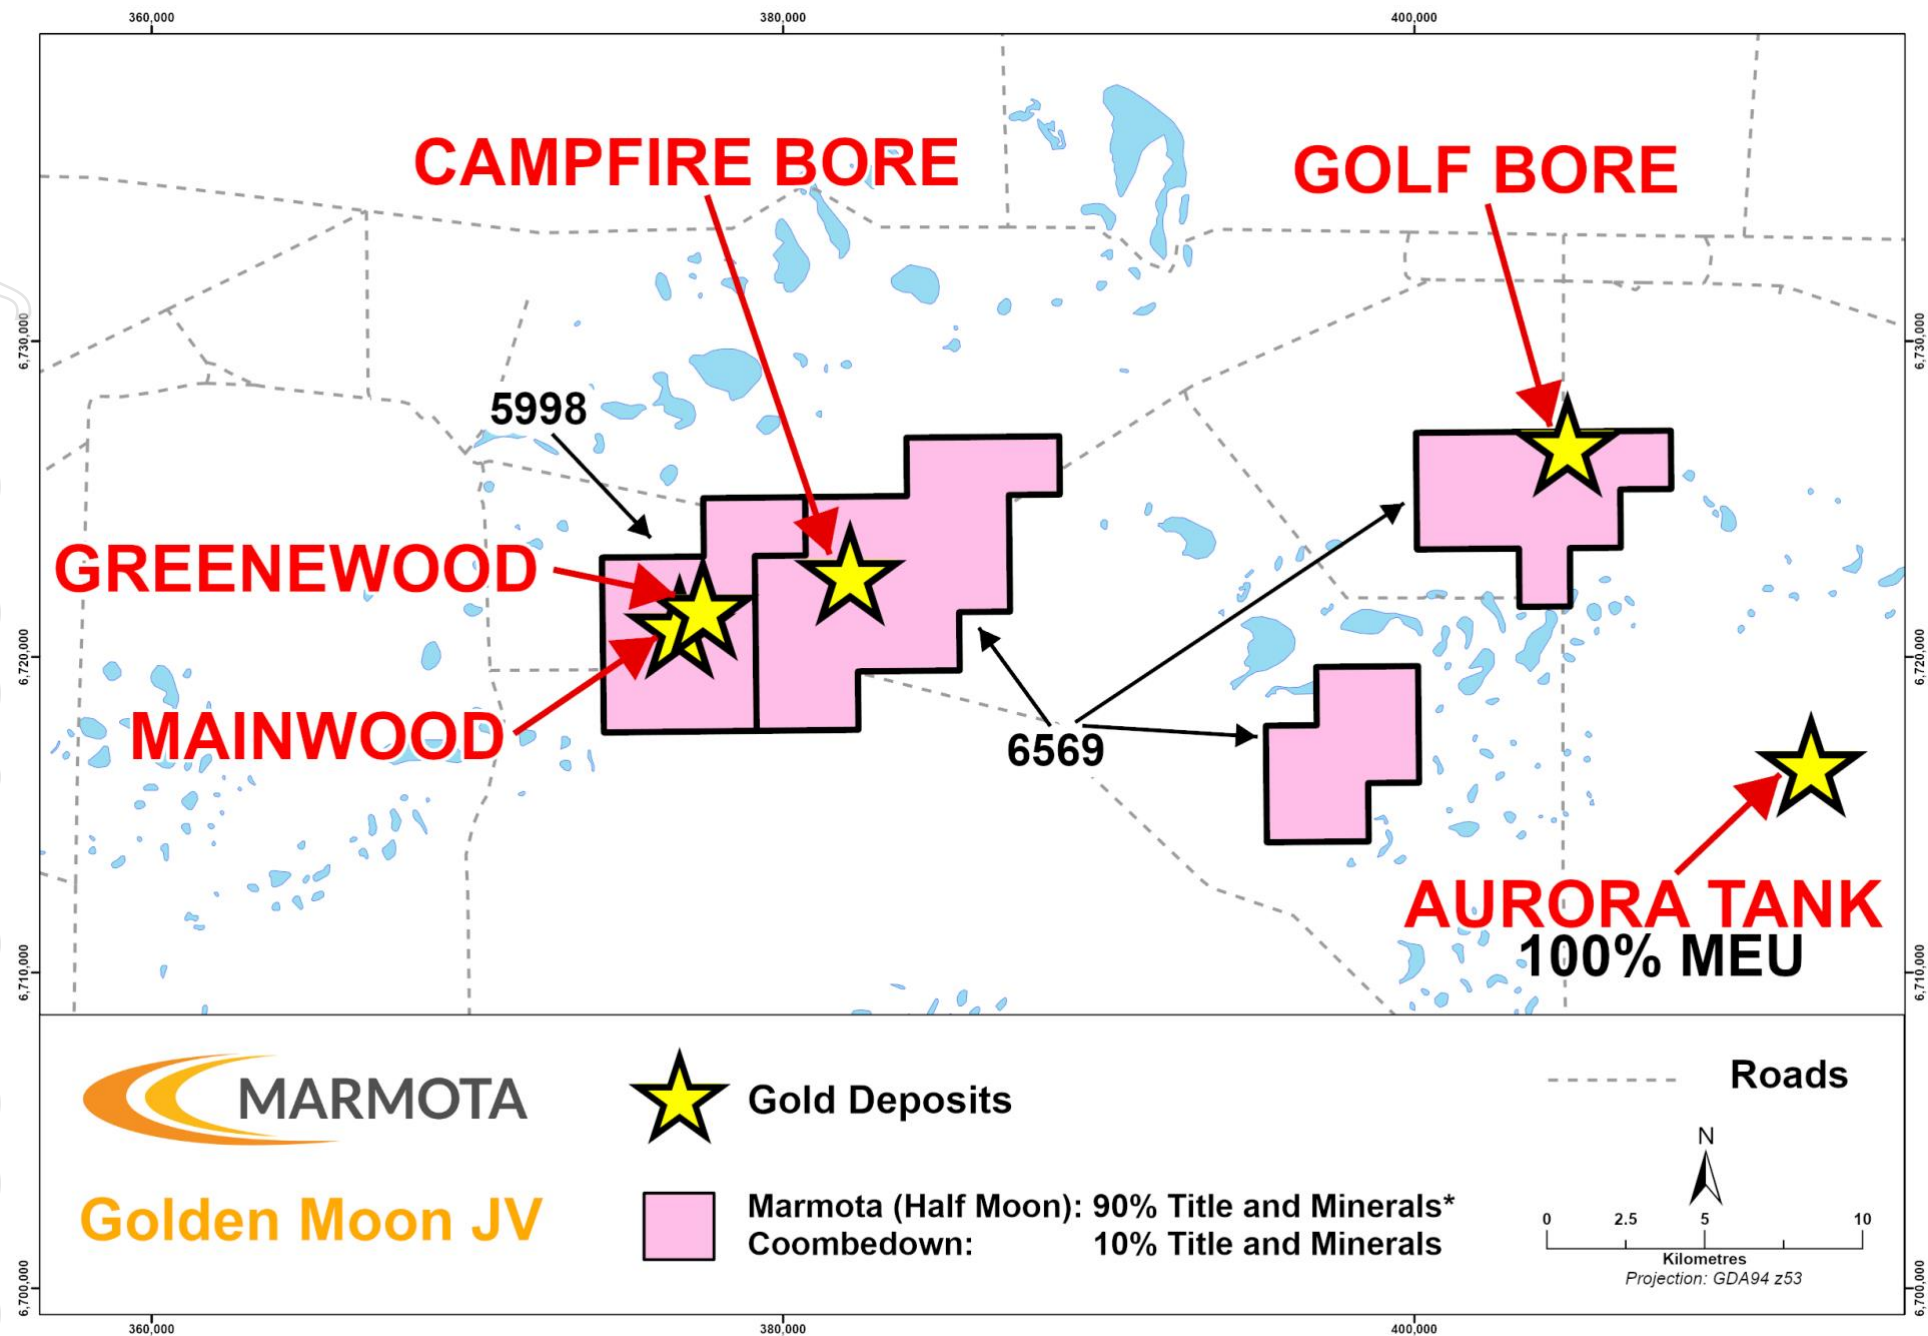 360,000
380,000
400,000
CAMPFIRE BORE
GOLF BORE
6,730,000
6,730,000
5998
GREENEWOOD
6,720,000
6,720,000
MAINWOOD
6569
AURORA TANK
100% MEU
6,710,000
6,710,000
MARMOTA
Golden Moon JV
Gold Deposits
Marmota (Half Moon): 90% Title and Minerals*
Coombedown: 10% Title and Minerals
Roads
N
0 2.5 5 10
Kilometres
Projection: GDA94 z53
6,700,000
6,700,000
360,000
380,000
400,000